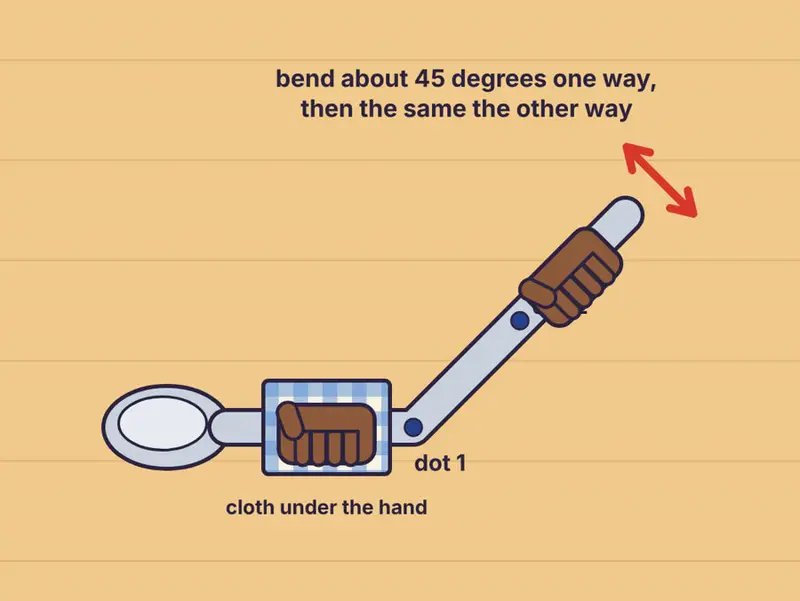 bend about 45 degrees one way,
then the same the other way
dot 1
cloth under the hand